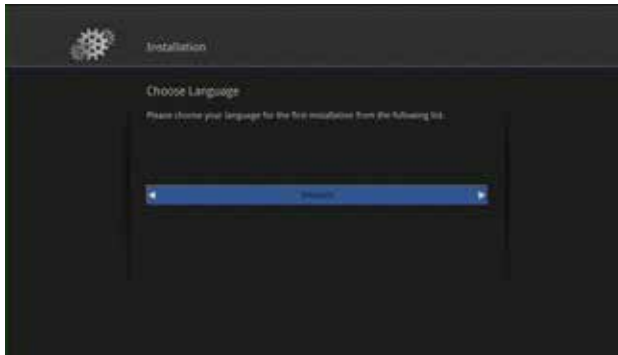 Installation
Choose Language
Please choose your language for the first installation from the following list.